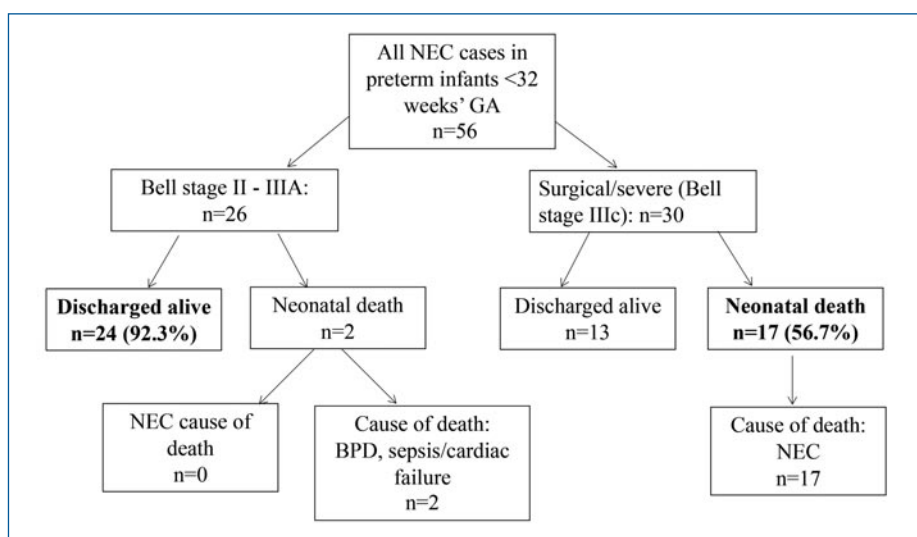 All NEC cases in
preterm infants <32
weeks’ GA
n=56
Bell stage II - IIIA:
n=26
Surgical/severe (Bell
stage IIIc): n=30
Discharged alive
n=24 (92.3%)
Neonatal death
n=2
Discharged alive
n=13
Neonatal death
n=17 (56.7%)
NEC cause of
death
n=0
Cause of death:
BPD, sepsis/cardiac
failure
n=2
Cause of death:
NEC
n=17